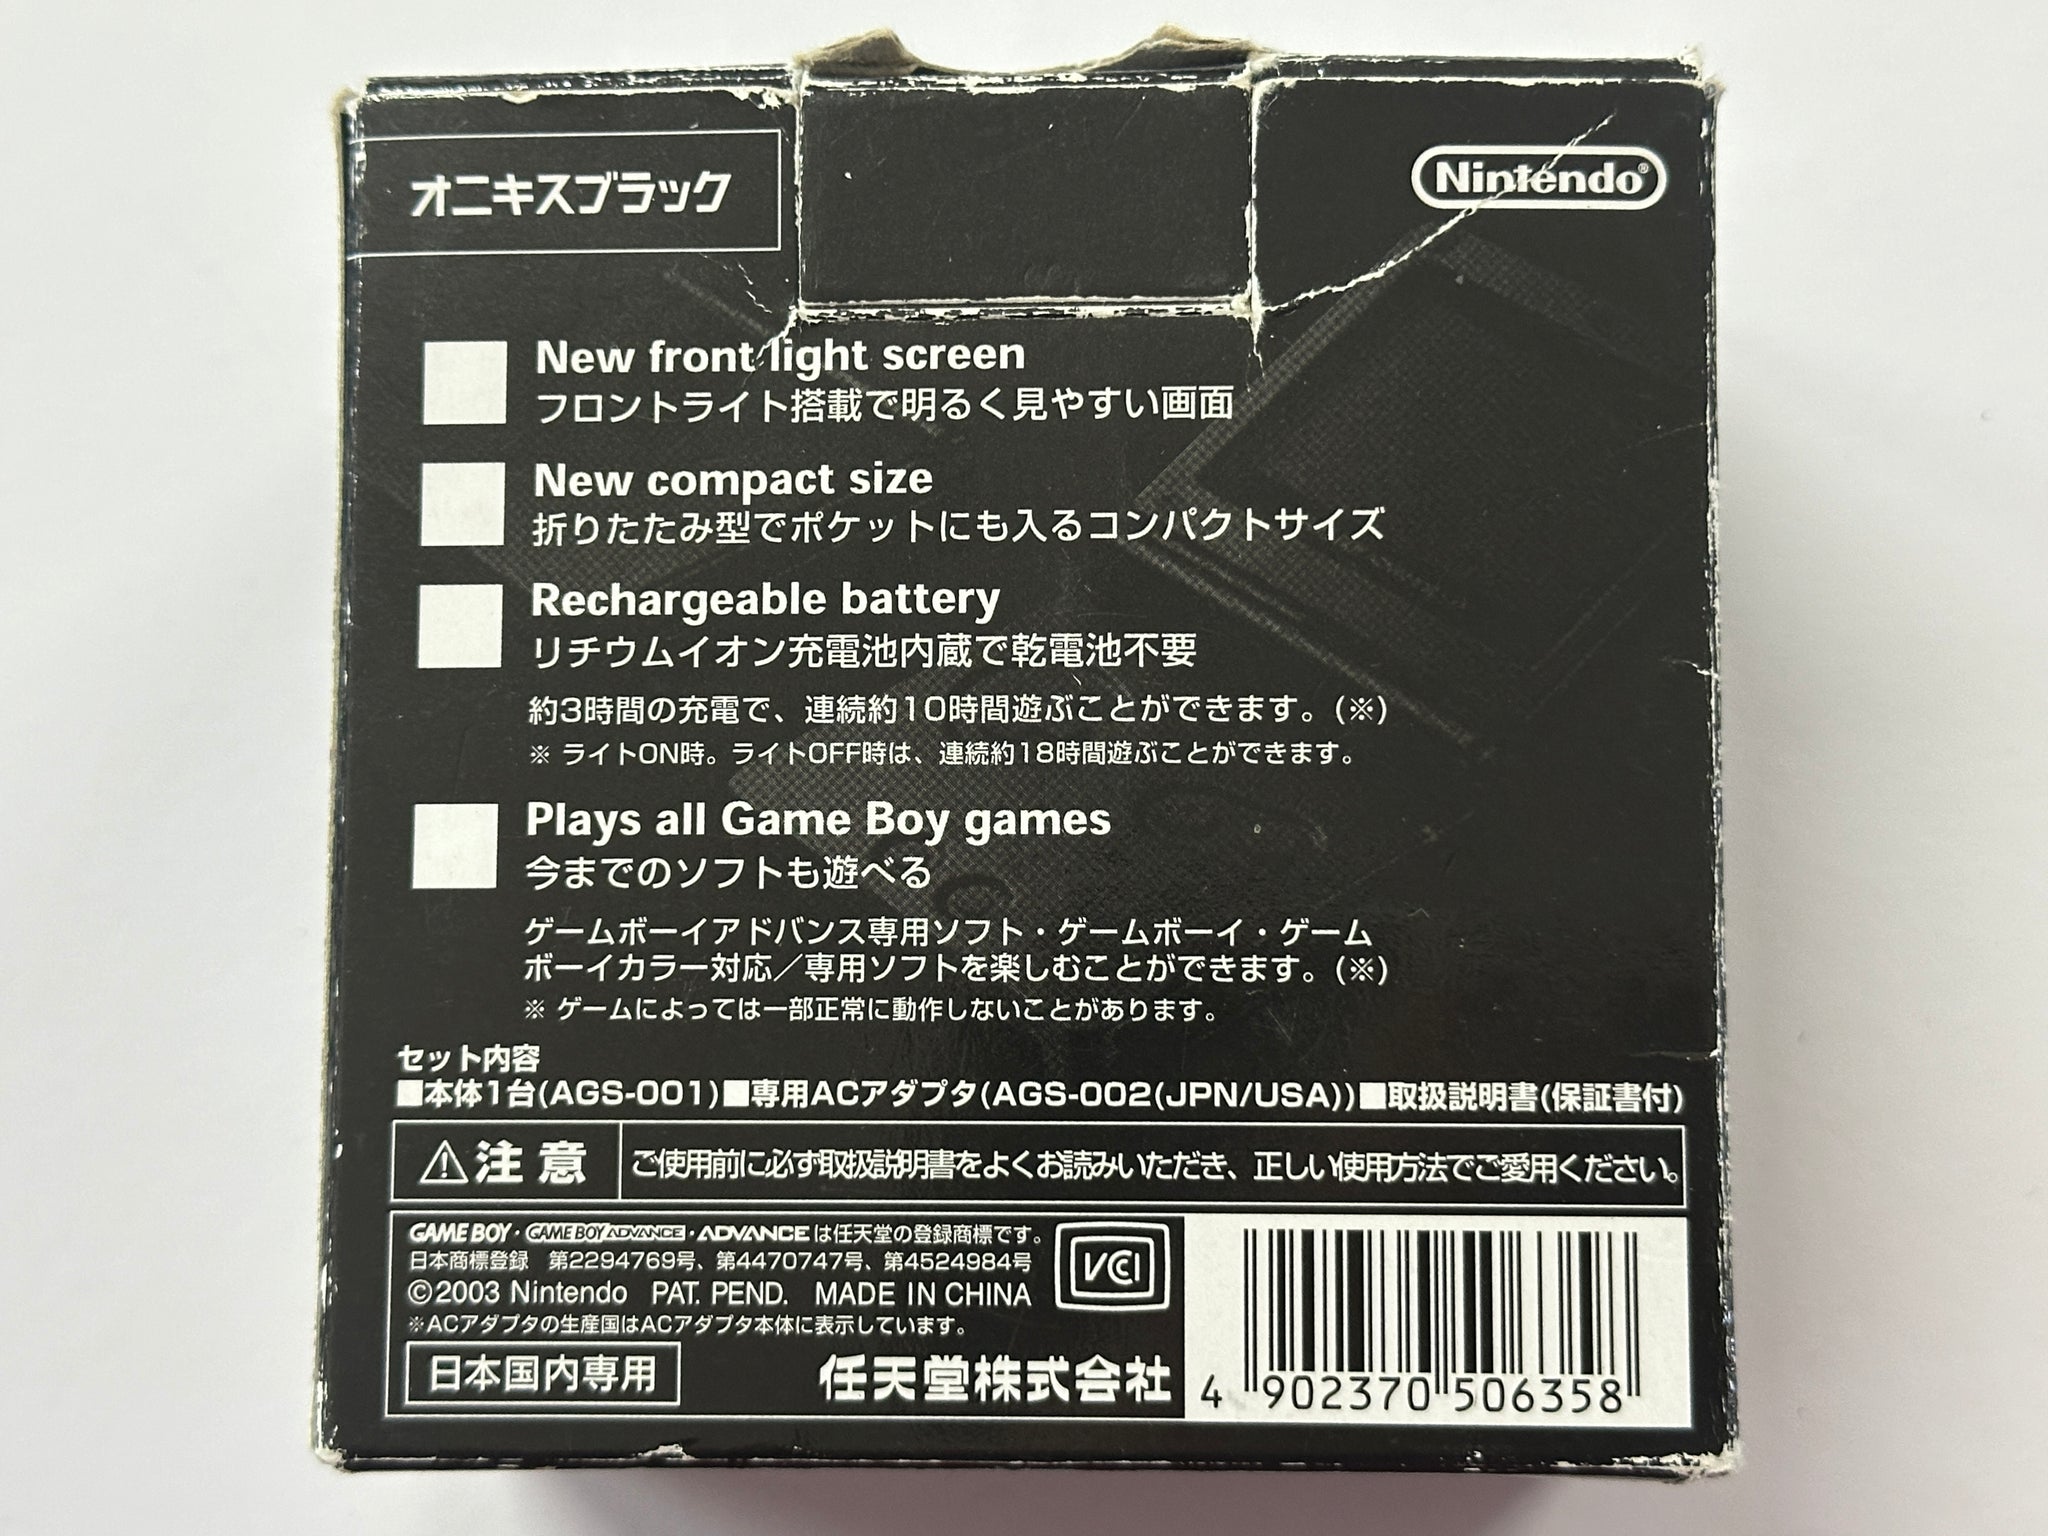 オニキスブラック
Nintendo®
New front light screen
フロントライト搭載で明るく見やすい画面
New compact size
折りたたみ型でポケットにも入るコンパクトサイズ
Rechargeable battery
リチウムイオン充電池内蔵で乾電池不要
約3時間の充電で、連続約10時間遊ぶことができます。(※)
※ ライトON時。ライトOFF時は、連続約18時間遊ぶことができます。
Plays all Game Boy games
今までのソフトも遊べる
ゲームボーイアドバンス専用ソフト・ゲームボーイ・ゲーム
ボーイカラー対応／専用ソフトを楽しむことができます。(※)
※ ゲームによっては一部正常に動作しないことがあります。
セット内容
■本体1台(AGS-001)■専用ACアダプタ(AGS-002(JPN/USA))■取扱説明書(保証書付)
⚠注意 ご使用前に必ず取扱説明書をよくお読みいただき、正しい使用方法でご愛用ください。
GAME BOY・GAME BOY ADVANCE・ADVANCEは任天堂の登録商標です。
日本商標登録 第2294769号、第4470747号、第4524984号
©2003 Nintendo PAT. PEND. MADE IN CHINA
※ACアダプタの生産国はACアダプタ本体に表示しています。
VCI
日本国内専用
任天堂株式会社
4 902370 506358